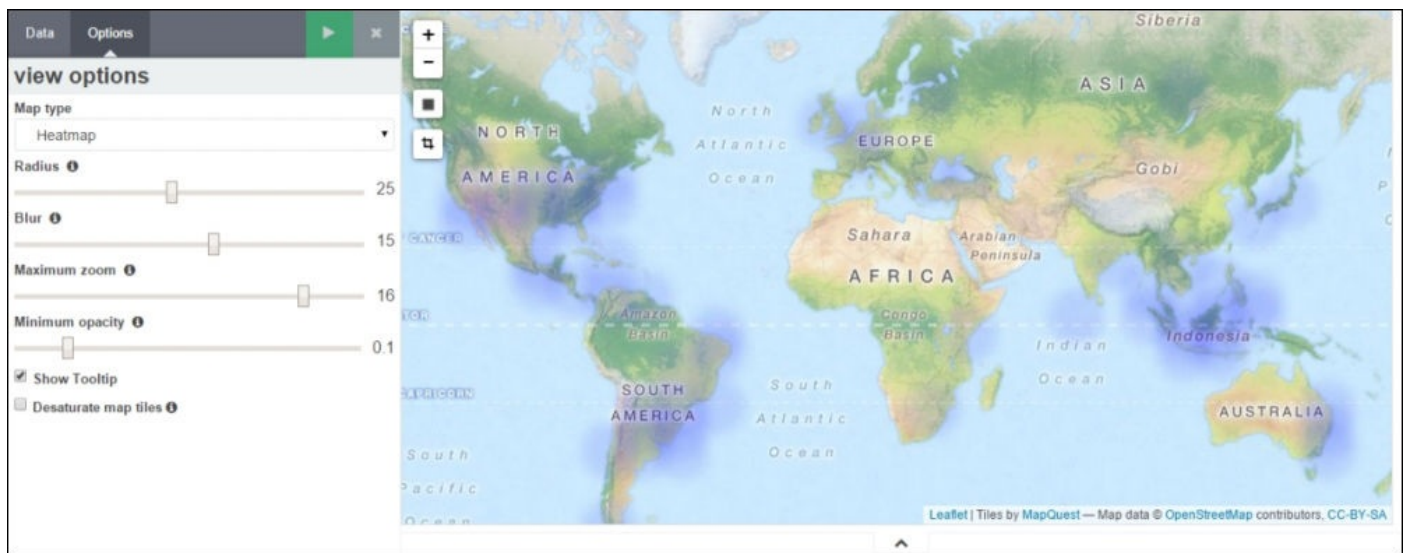 Data Options
view options
Map type
Heatmap
Radius
25
Blur
15
Maximum zoom
16
Minimum opacity
0.1
Show Tooltip
Desaturate map tiles
+
−
Siberia
ASIA
North
Atlantic
Ocean
NORTH
AMERICA
EUROPE
Gobi
CANCER
Sahara
Arabian
Peninsula
AFRICA
Amazon
Basin
Congo
Basin
Indian
Ocean
Indonesia
SOUTH
AMERICA
South
Atlantic
Ocean
AUSTRALIA
South
Pacific
Ocean
Leaflet | Tiles by MapQuest — Map data © OpenStreetMap contributors, CC-BY-SA